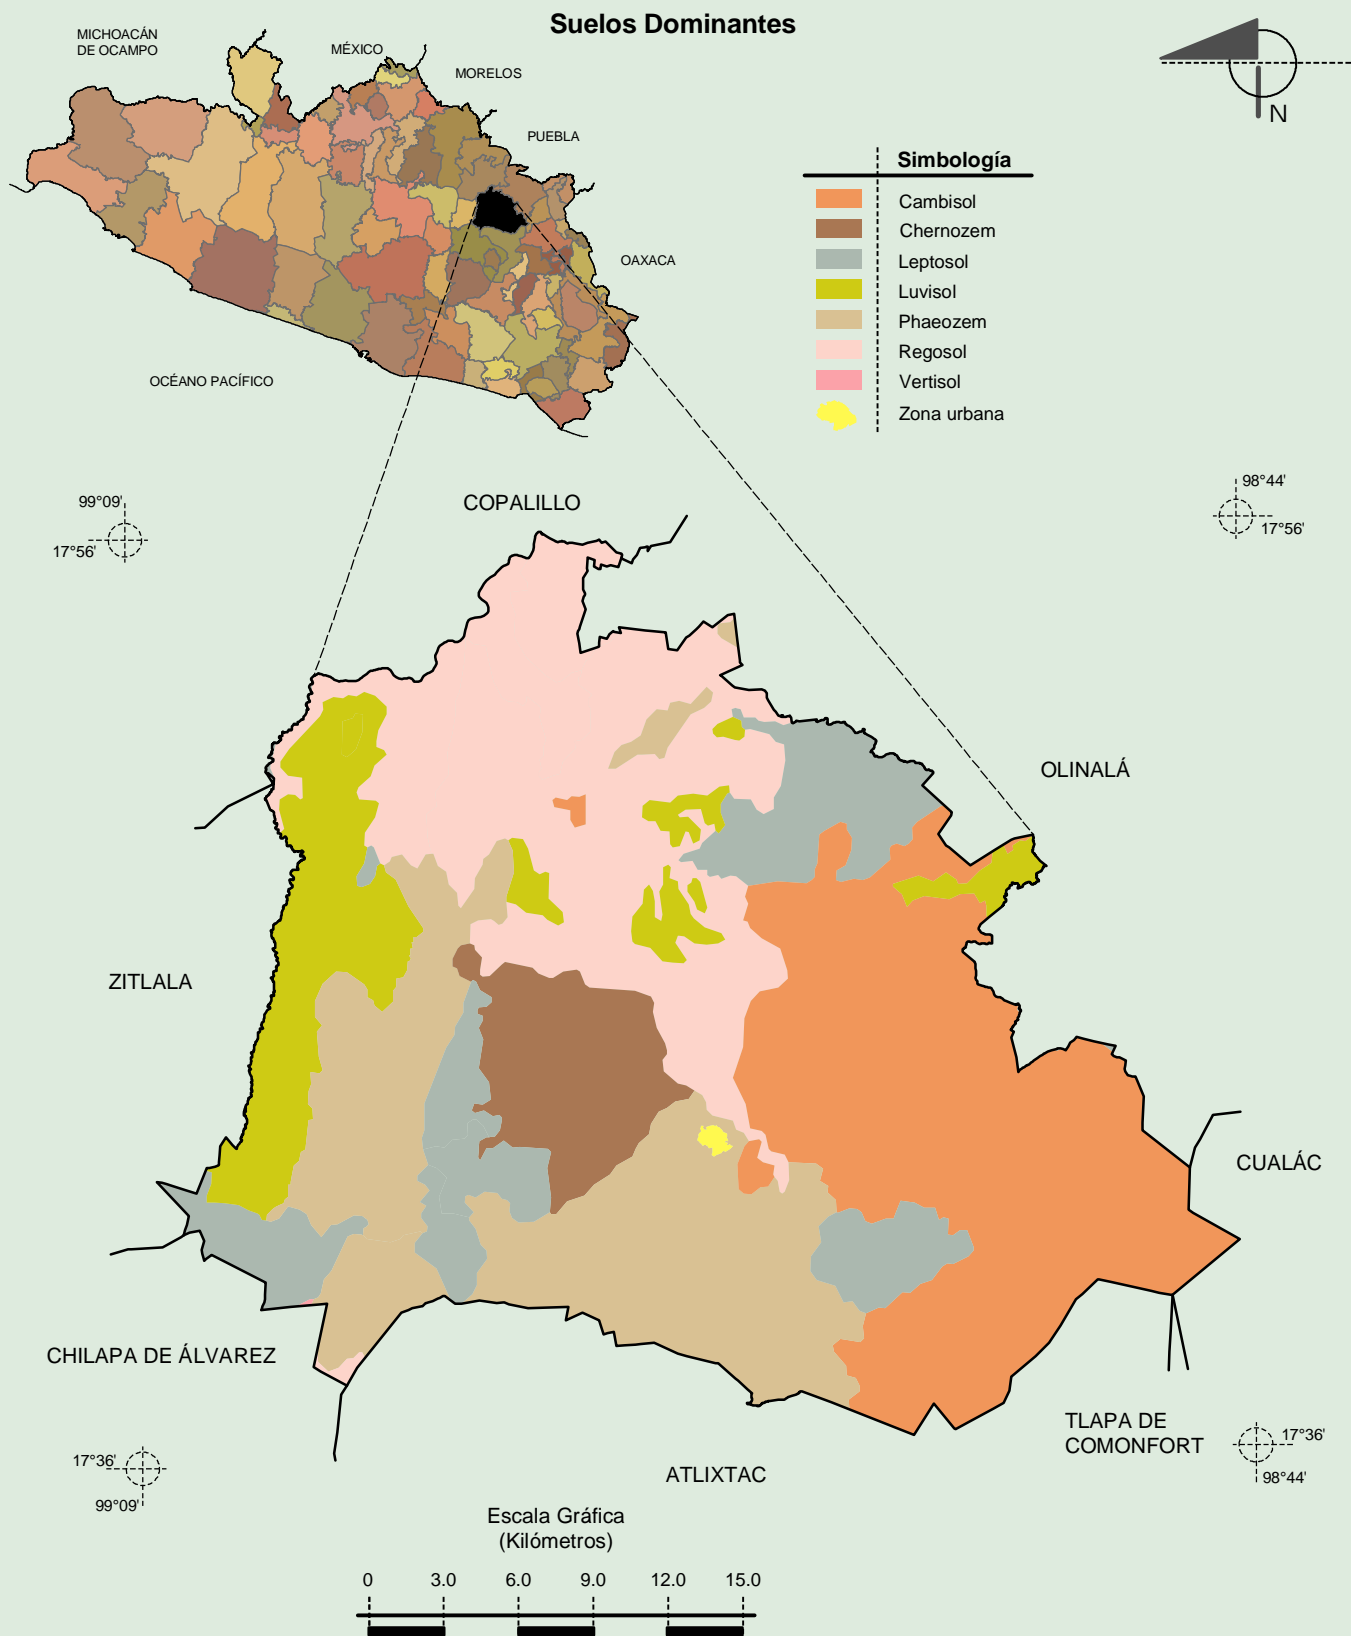 Suelos Dominantes
MICHOACÁN
DE OCAMPO
MÉXICO
MORELOS
PUEBLA
OAXACA
OCÉANO PACÍFICO
N
Simbología
Cambisol
Chernozem
Leptosol
Luvisol
Phaeozem
Regosol
Vertisol
Zona urbana
99°09'
17°56'
98°44'
17°56'
COPALILLO
OLINALÁ
ZITLALA
CUALÁC
CHILAPA DE ÁLVAREZ
TLAPA DE
COMONFORT
ATLIXTAC
17°36'
99°09'
17°36'
98°44'
Escala Gráfica
(Kilómetros)
0 3.0 6.0 9.0 12.0 15.0